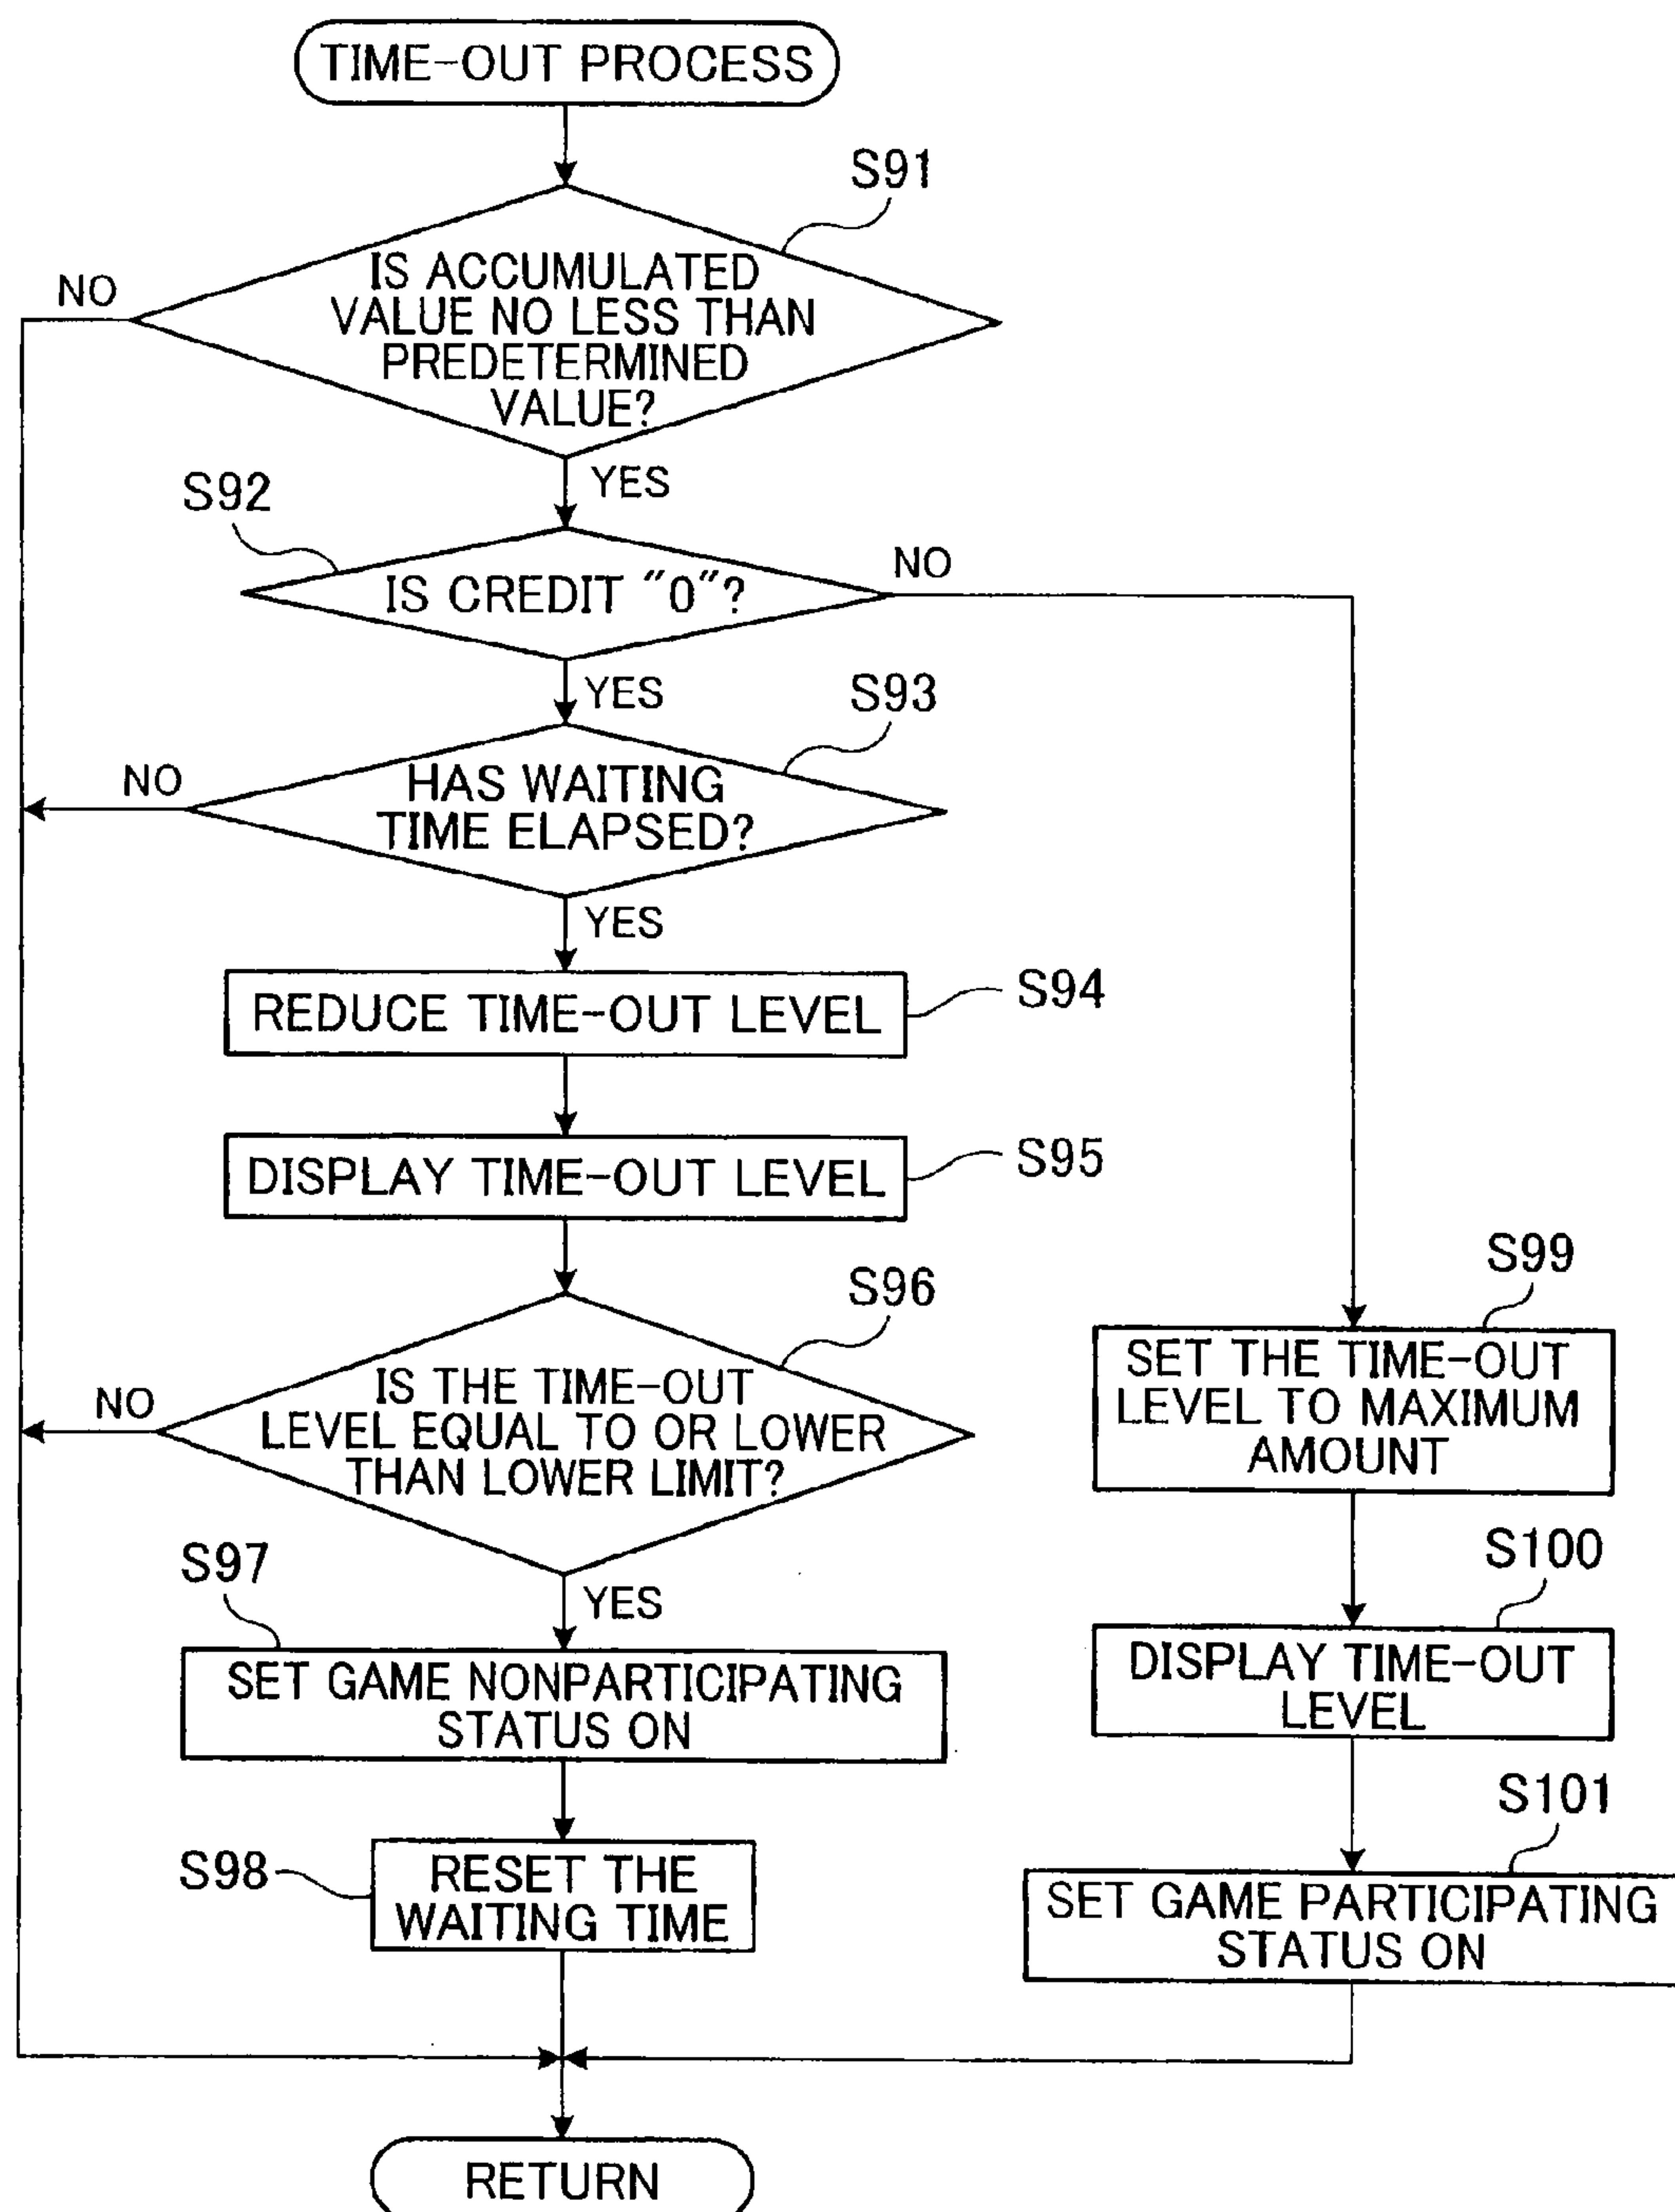 TIME-OUT PROCESS
S91
IS ACCUMULATED
VALUE NO LESS THAN
PREDETERMINED
VALUE?
NO
YES
S92
IS CREDIT "0"?
NO
YES
S93
HAS WAITING
TIME ELAPSED?
NO
YES
REDUCE TIME-OUT LEVEL
S94
DISPLAY TIME-OUT LEVEL
S95
S96
IS THE TIME-OUT
LEVEL EQUAL TO OR LOWER
THAN LOWER LIMIT?
NO
YES
S97
SET GAME NONPARTICIPATING
STATUS ON
S98
RESET THE
WAITING TIME
S99
SET THE TIME-OUT
LEVEL TO MAXIMUM
AMOUNT
S100
DISPLAY TIME-OUT
LEVEL
S101
SET GAME PARTICIPATING
STATUS ON
RETURN